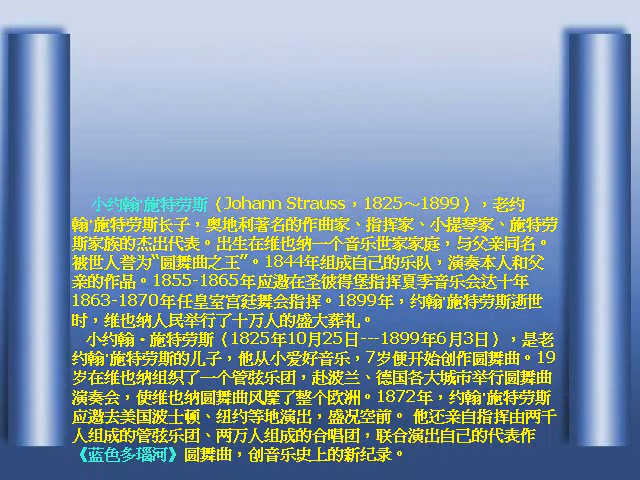 小约翰·施特劳斯（Johann Strauss，1825～1899），老约
翰·施特劳斯长子，奥地利著名的作曲家、指挥家、小提琴家、施特劳
斯家族的杰出代表。出生在维也纳一个音乐世家家庭，与父亲同名。
被世人誉为“圆舞曲之王”。1844年组成自己的乐队，演奏本人和父
亲的作品。1855-1865年应邀在圣彼得堡指挥夏季音乐会达十年
1863-1870年任皇室宫廷舞会指挥。1899年，约翰·施特劳斯逝世
时，维也纳人民举行了十万人的盛大葬礼。
小约翰·施特劳斯（1825年10月25日---1899年6月3日），是老
约翰·施特劳斯的儿子，他从小爱好音乐，7岁便开始创作圆舞曲。19
岁在维也纳组织了一个管弦乐团，赴波兰、德国各大城市举行圆舞曲
演奏会，使维也纳圆舞曲风靡了整个欧洲。1872年，约翰·施特劳斯
应邀去美国波士顿、纽约等地演出，盛况空前。 他还亲自指挥由两千
人组成的管弦乐团、两万人组成的合唱团，联合演出自己的代表作
《蓝色多瑙河》圆舞曲，创音乐史上的新纪录。